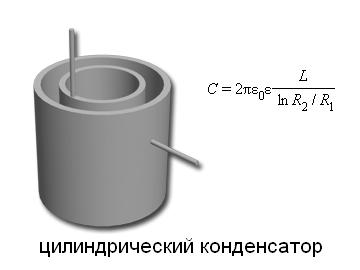 C = 2πε₀ε L / ln R₂ / R₁
цилиндрический конденсатор